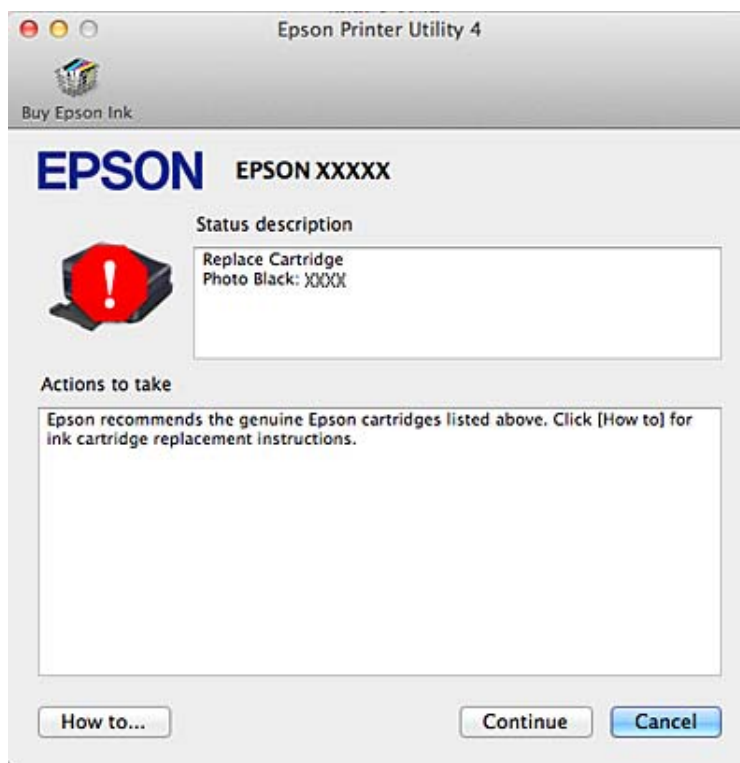 Epson Printer Utility 4
Buy Epson Ink
EPSON EPSON XXXXX
Status description
Replace Cartridge
Photo Black: XXXX
!
Actions to take
Epson recommends the genuine Epson cartridges listed above. Click [How to] for
ink cartridge replacement instructions.
How to... Continue Cancel